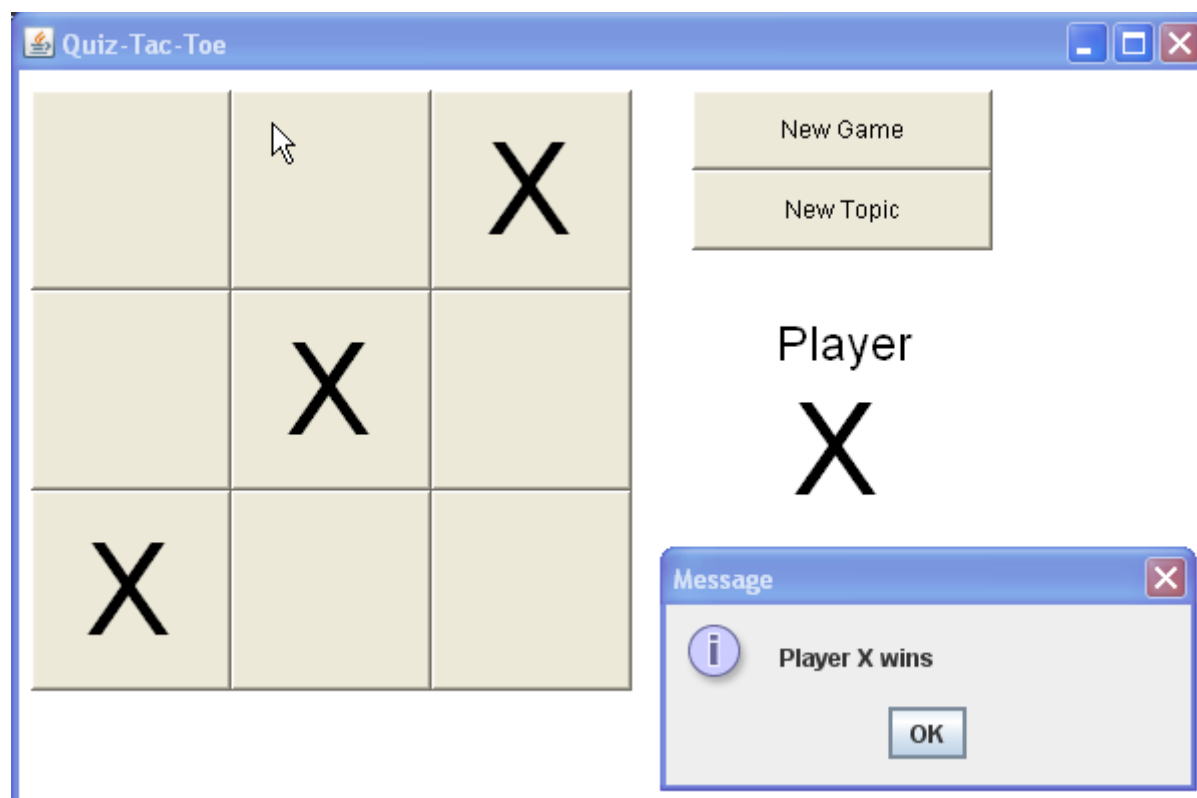 Quiz-Tac-Toe
X
X
X
New Game
New Topic
Player
X
Message
i
Player X wins
OK